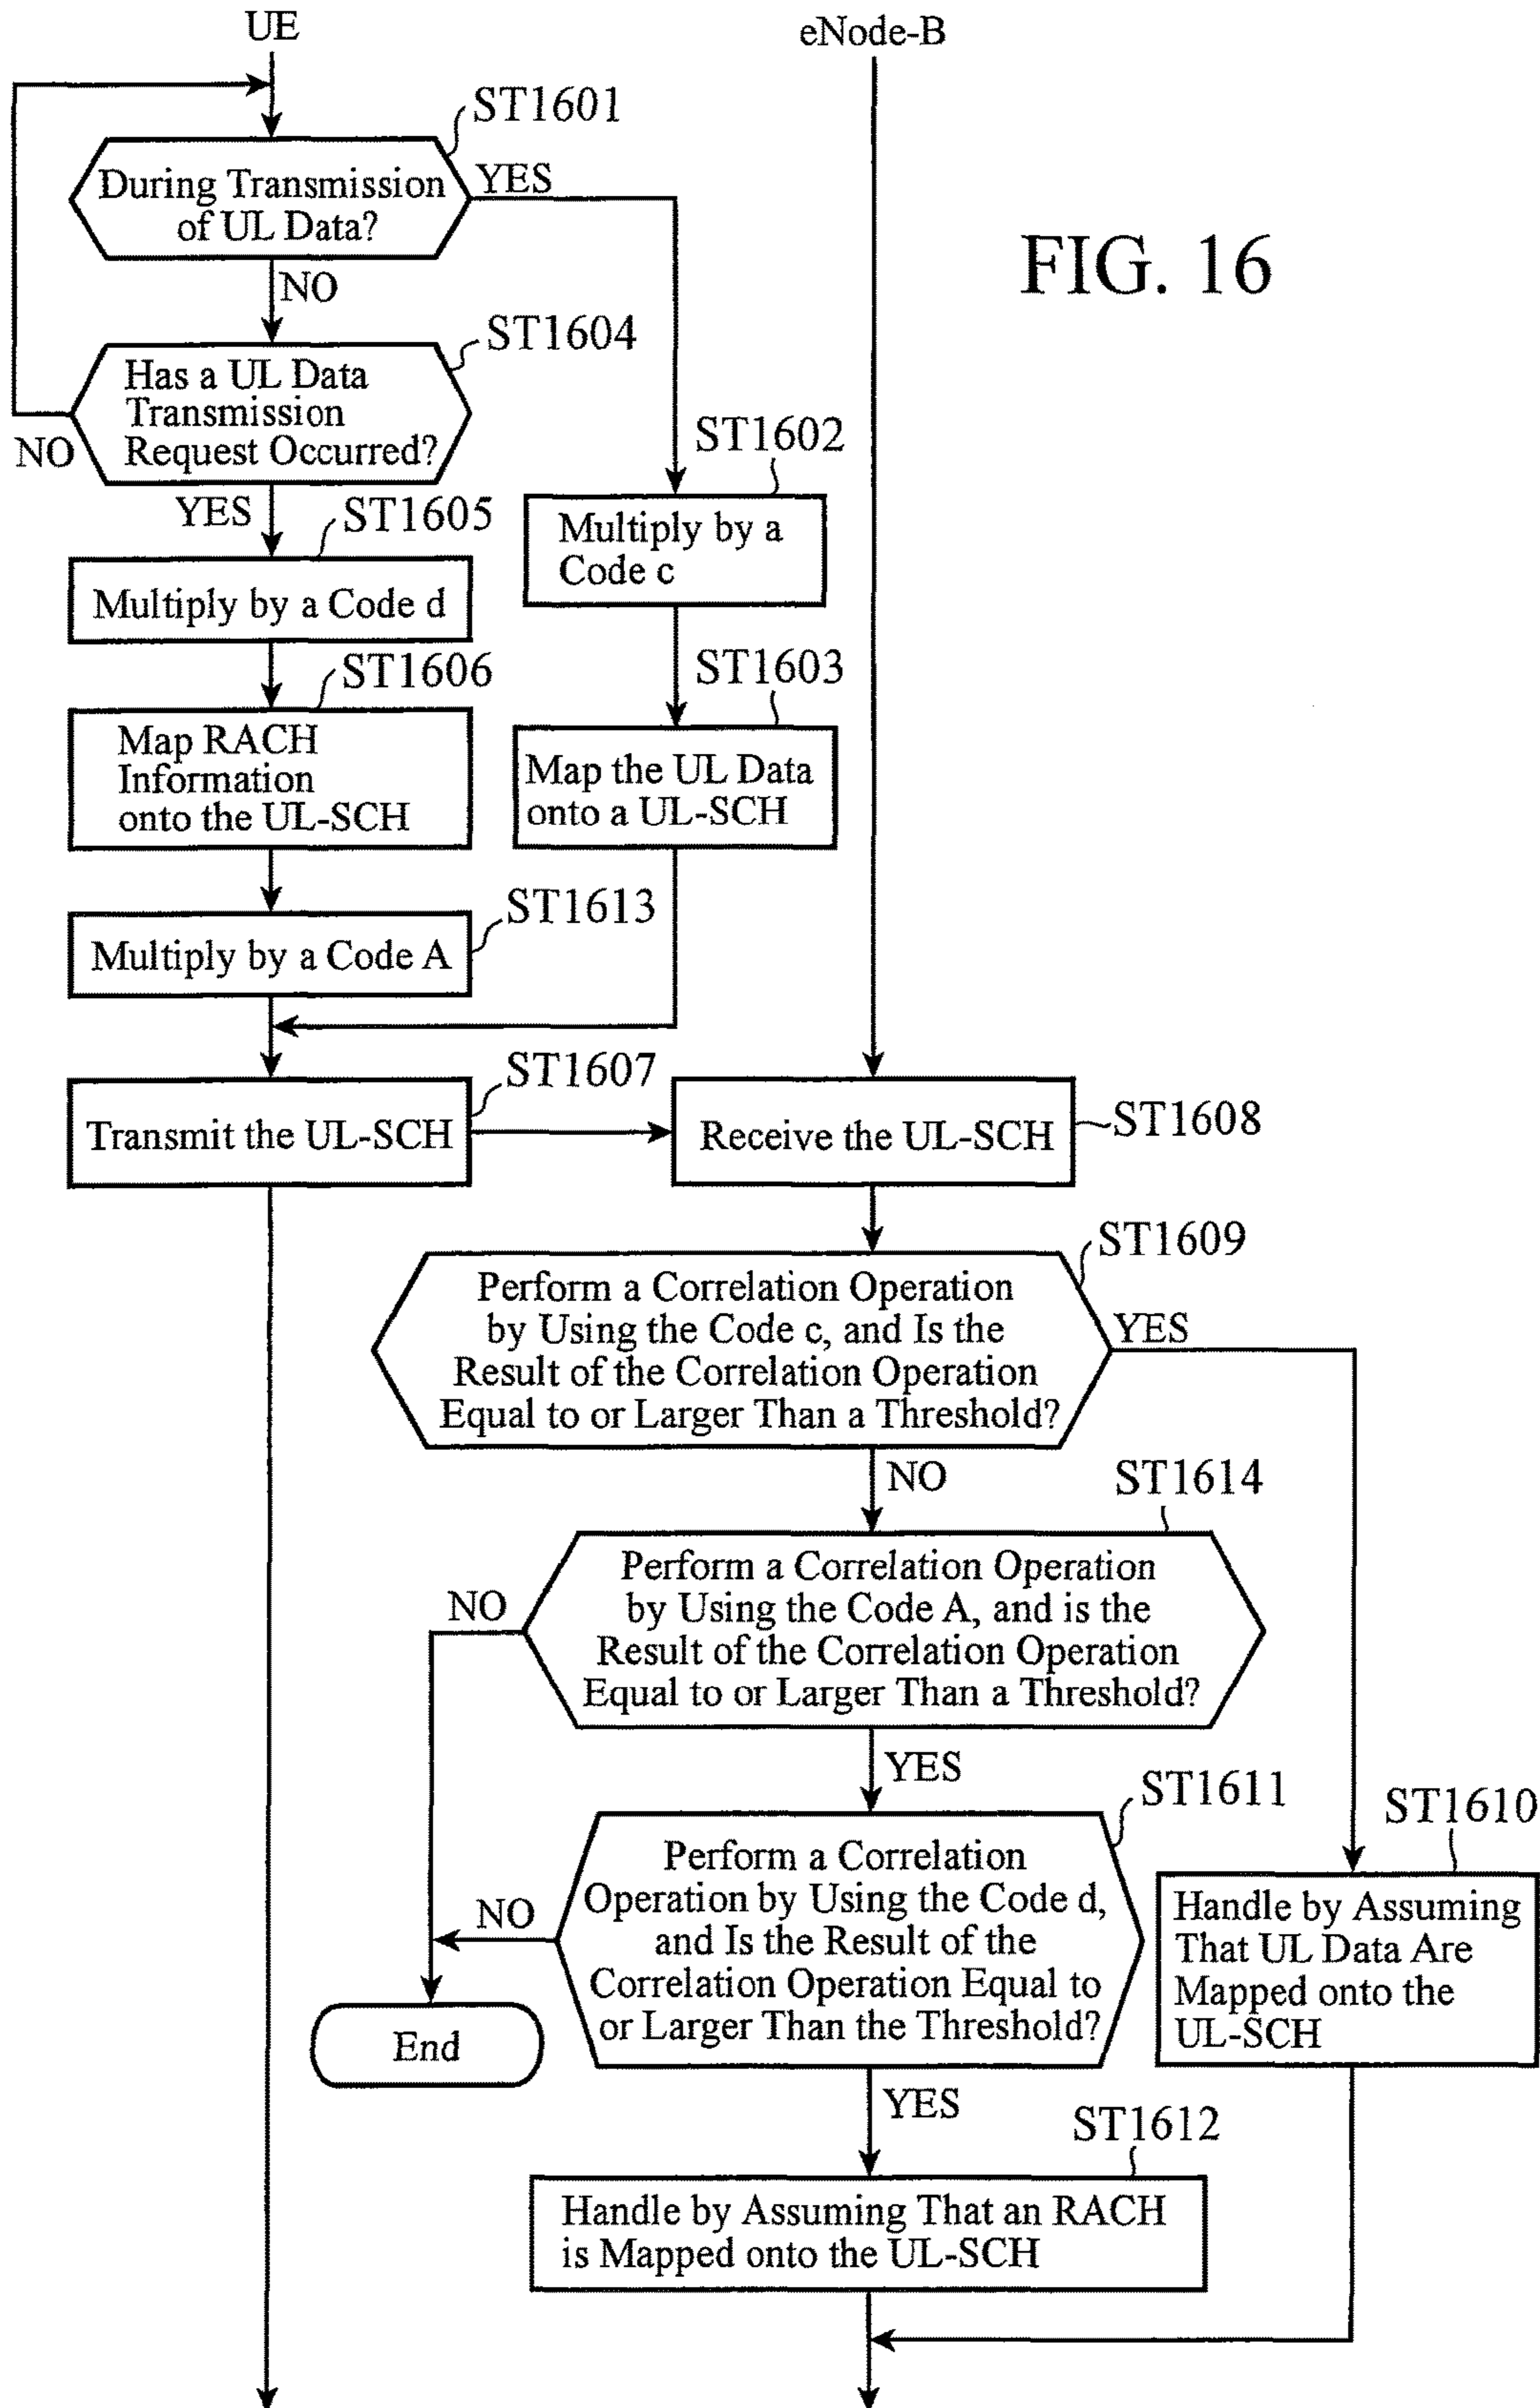 UE
eNode-B
ST1601
During Transmission
of UL Data?
YES
FIG. 16
NO
ST1604
Has a UL Data
Transmission
Request Occurred?
NO
YES
ST1602
Multiply by a
Code c
ST1605
Multiply by a Code d
ST1606
Map RACH
Information
onto the UL-SCH
ST1603
Map the UL Data
onto a UL-SCH
ST1613
Multiply by a Code A
ST1607
Transmit the UL-SCH
Receive the UL-SCH
ST1608
ST1609
Perform a Correlation Operation
by Using the Code c, and Is the
Result of the Correlation Operation
Equal to or Larger Than a Threshold?
YES
NO
ST1614
Perform a Correlation Operation
by Using the Code A, and is the
Result of the Correlation Operation
Equal to or Larger Than a Threshold?
NO
YES
ST1611
Perform a Correlation
Operation by Using the Code d,
and Is the Result of the
Correlation Operation Equal to
or Larger Than the Threshold?
NO
End
ST1610
Handle by Assuming
That UL Data Are
Mapped onto the
UL-SCH
YES
ST1612
Handle by Assuming That an RACH
is Mapped onto the UL-SCH